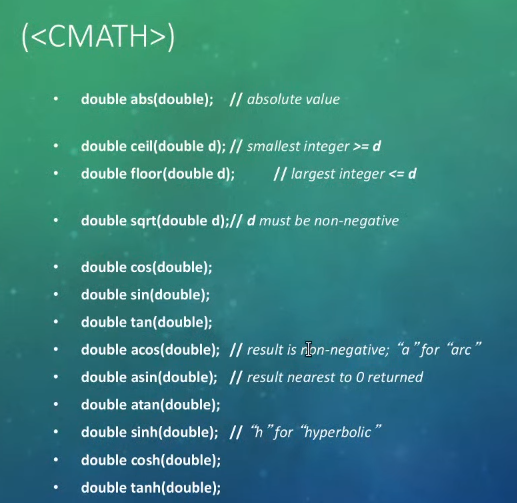 (<CMATH>)
• double abs(double); // absolute value
• double ceil(double d); // smallest integer >= d
• double floor(double d); // largest integer <= d
• double sqrt(double d);// d must be non-negative
• double cos(double);
• double sin(double);
• double tan(double);
• double acos(double); // result is non-negative; “a” for “arc”
• double asin(double); // result nearest to 0 returned
• double atan(double);
• double sinh(double); // “h” for “hyperbolic”
• double cosh(double);
• double tanh(double);